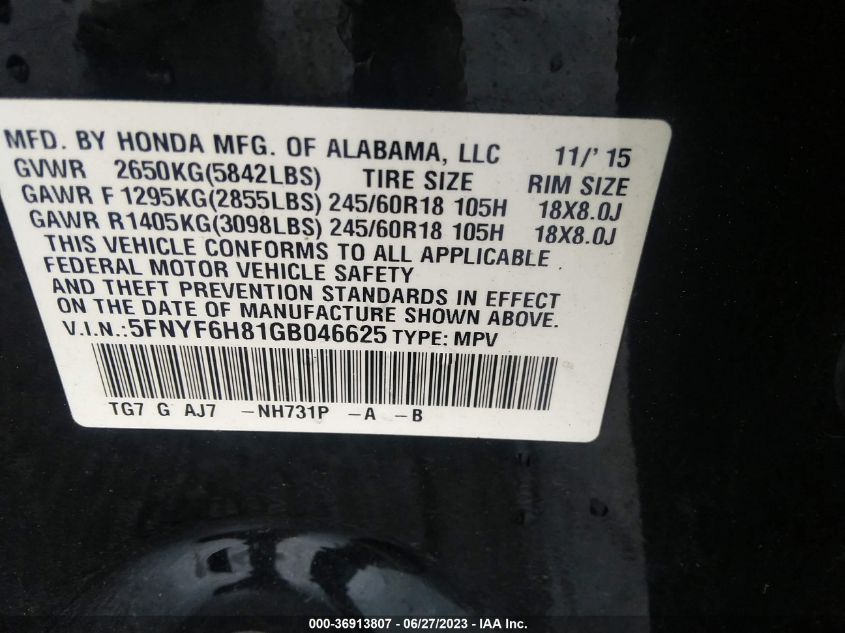 MFD. BY HONDA MFG. OF ALABAMA, LLC 11/' 15
GVWR 2650KG(5842LBS) TIRE SIZE RIM SIZE
GAWR F 1295KG(2855LBS) 245/60R18 105H 18X8.0J
GAWR R1405KG(3098LBS) 245/60R18 105H 18X8.0J
THIS VEHICLE CONFORMS TO ALL APPLICABLE
FEDERAL MOTOR VEHICLE SAFETY
AND THEFT PREVENTION STANDARDS IN EFFECT
ON THE DATE OF MANUFACTURE SHOWN ABOVE.
V.I.N.:5FNYF6H81GB046625 TYPE: MPV
TG7 G AJ7 -NH731P -A -B
000-36913807 - 06/27/2023 - IAA Inc.